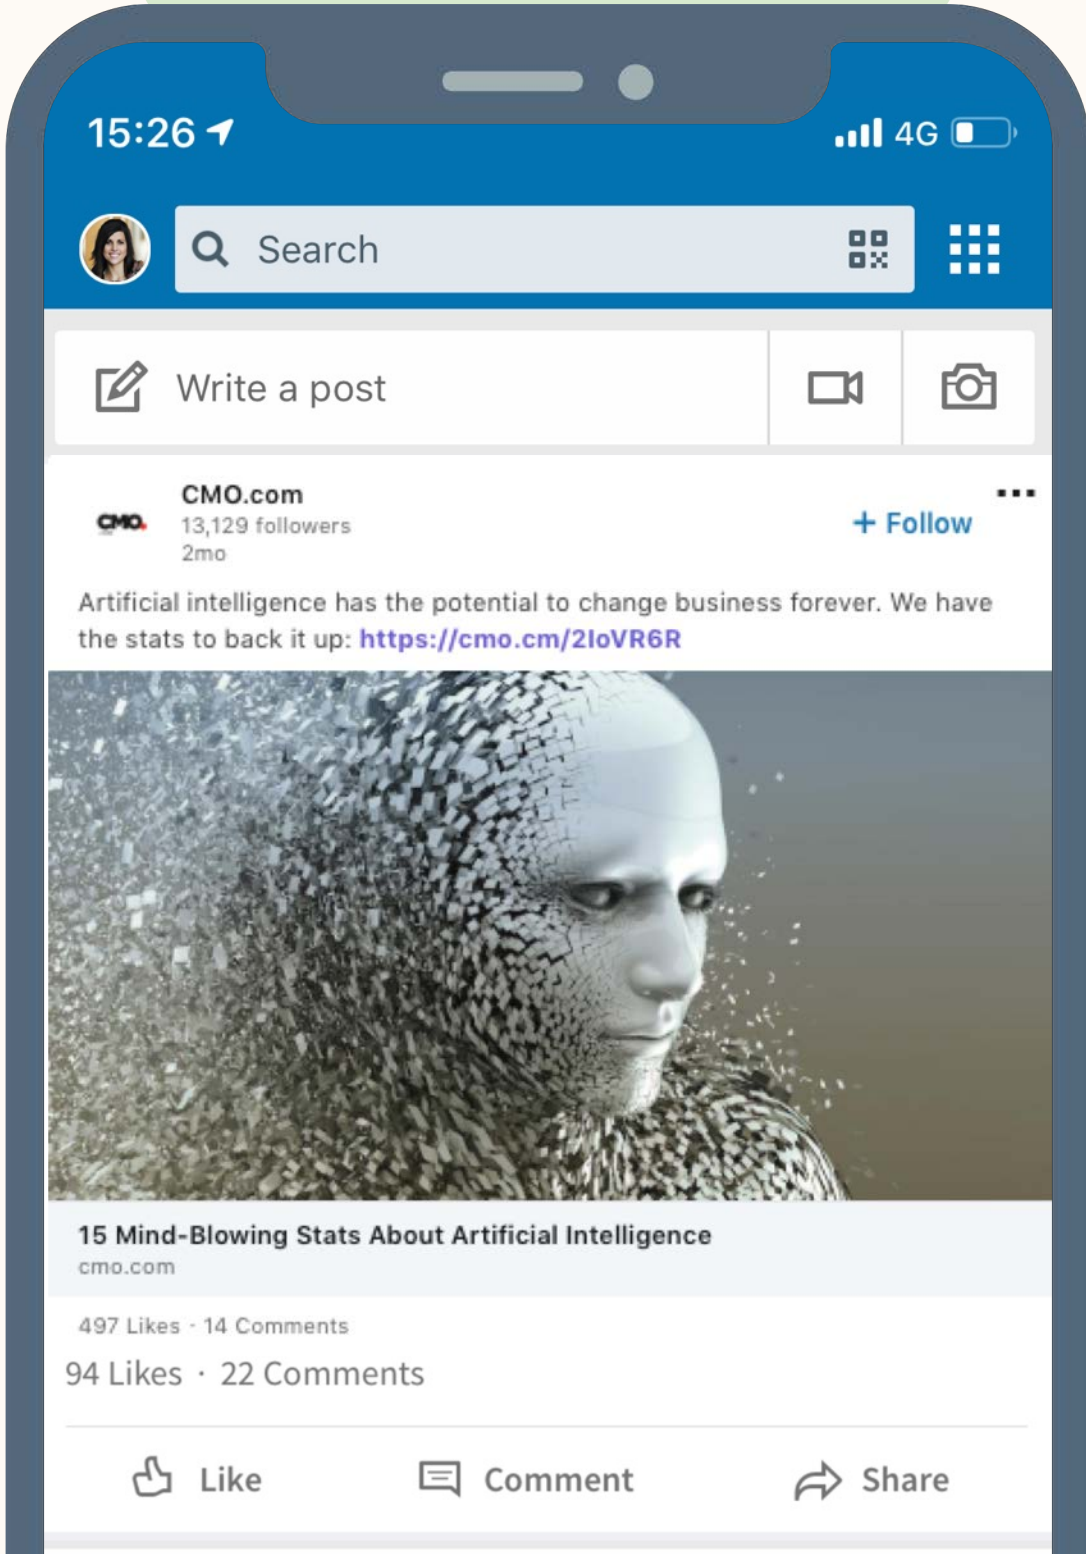 15:26
4G
Search
Write a post
CMO.com
CMO.
13,129 followers
+ Follow
2mo
Artificial intelligence has the potential to change business forever. We have
the stats to back it up: https://cmo.cm/2IoVR6R
15 Mind-Blowing Stats About Artificial Intelligence
cmo.com
497 Likes · 14 Comments
94 Likes · 22 Comments
Like
Comment
Share